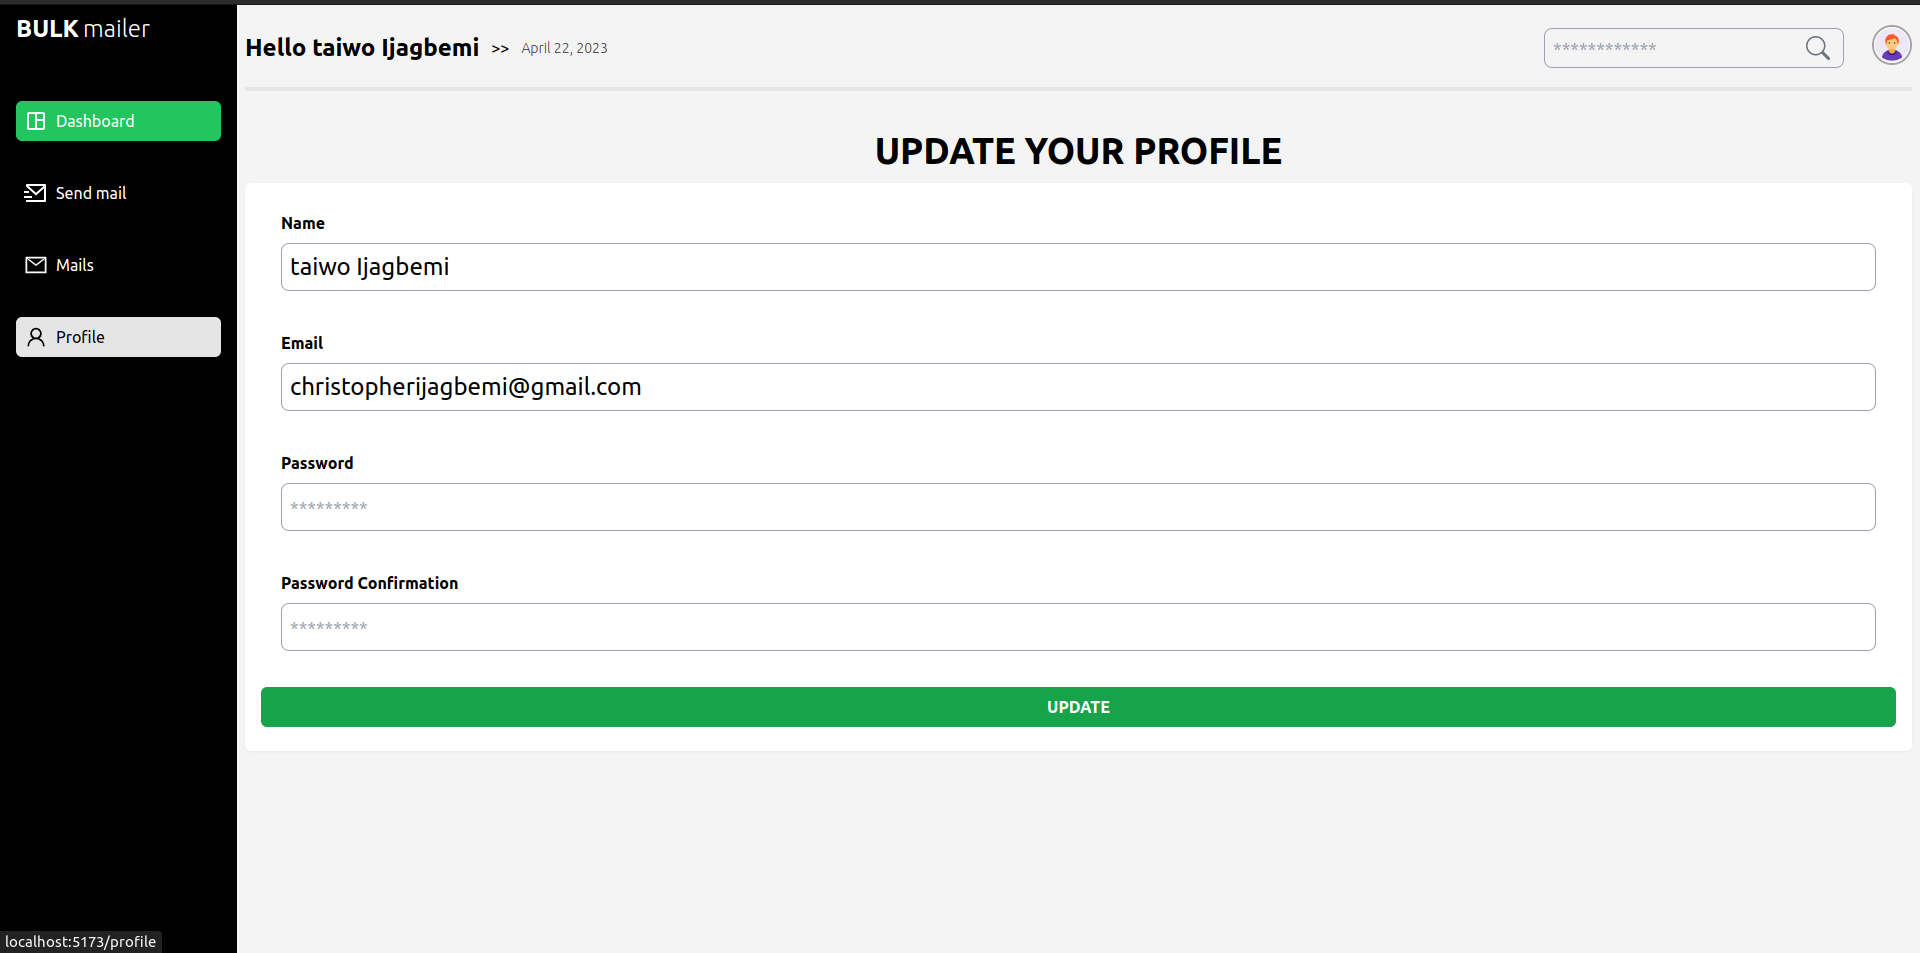 BULK mailer
Dashboard
Send mail
Mails
Profile
localhost:5173/profile
Hello taiwo Ijagbemi >> April 22, 2023
************
UPDATE YOUR PROFILE
Name
taiwo Ijagbemi
Email
christopherijagbemi@gmail.com
Password
*********
Password Confirmation
*********
UPDATE